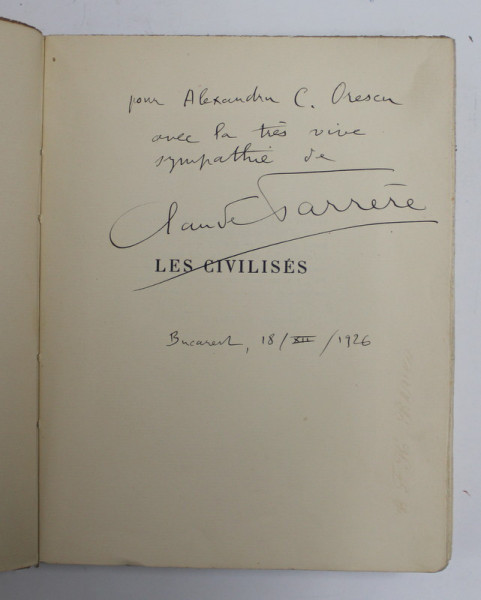 pour Alexandru C. Orescu
avec la très vive
sympathie de
Claude Farrère
LES CIVILISÉS
Bucarest, 18/XII/1926